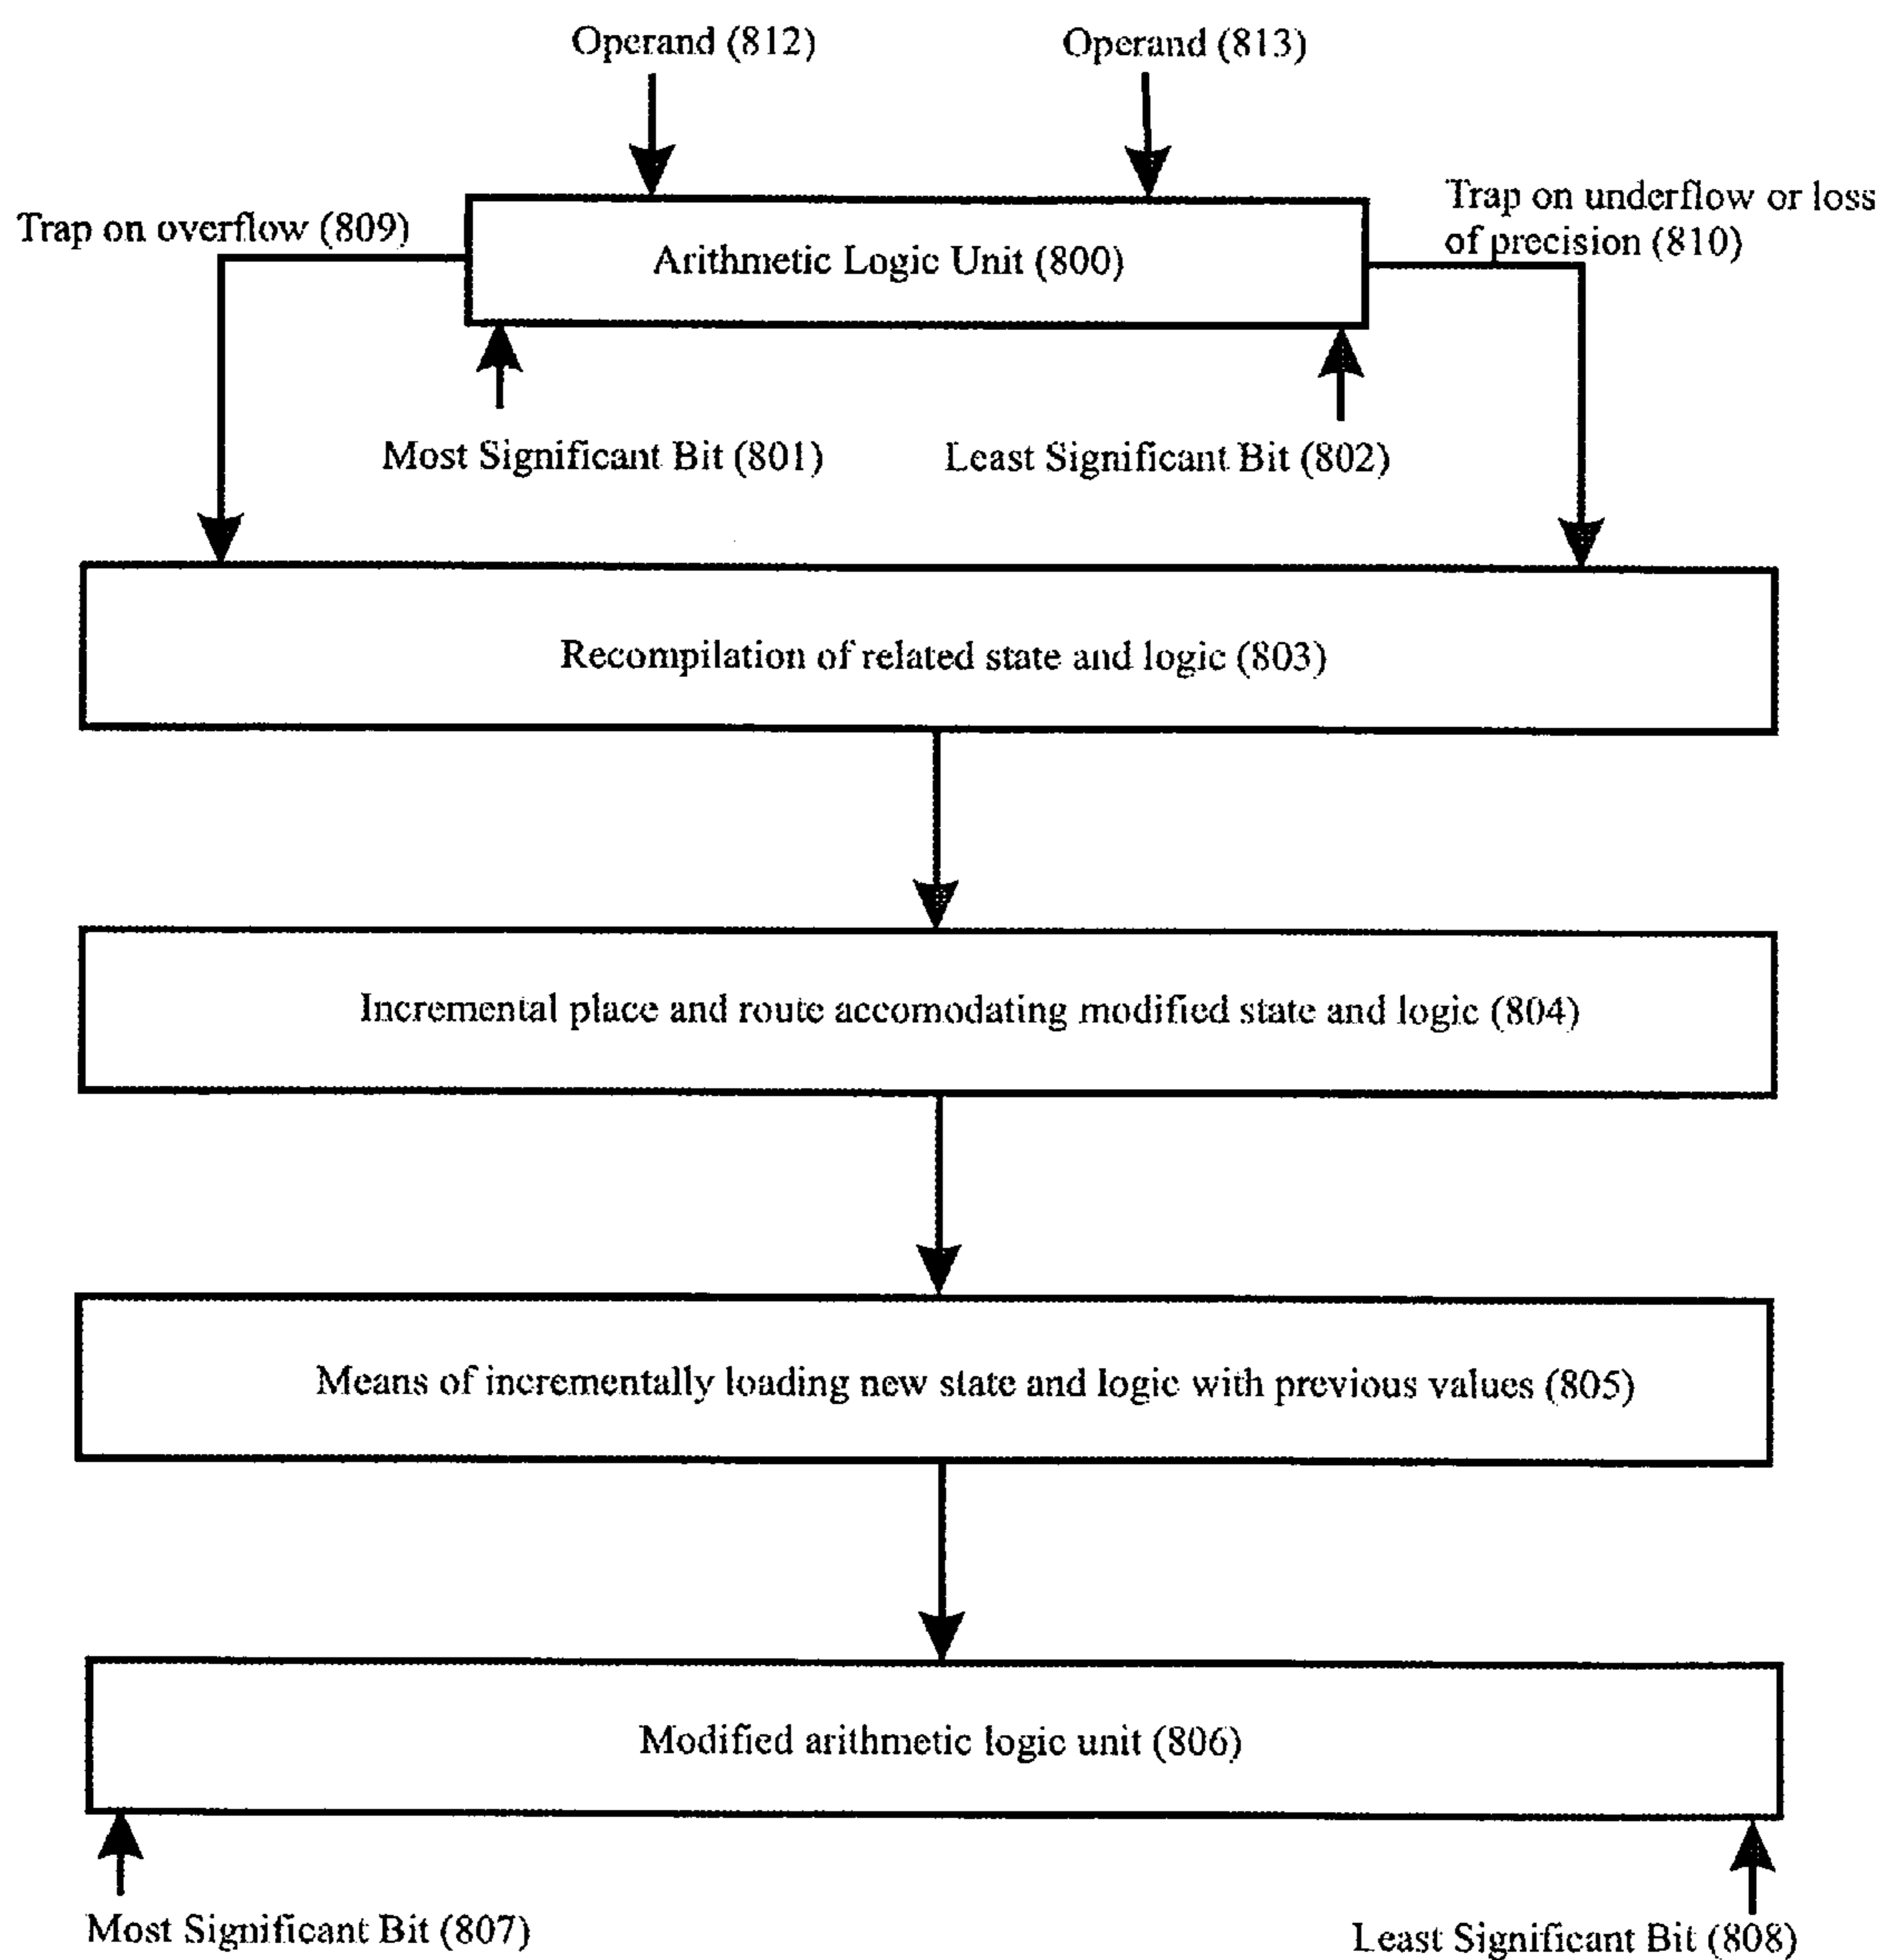 Operand (812)
Operand (813)
Trap on overflow (809)
Arithmetic Logic Unit (800)
Trap on underflow or loss
of precision (810)
Most Significant Bit (801)
Least Significant Bit (802)
Recompilation of related state and logic (803)
Incremental place and route accomodating modified state and logic (804)
Means of incrementally loading new state and logic with previous values (805)
Modified arithmetic logic unit (806)
Most Significant Bit (807)
Least Significant Bit (808)